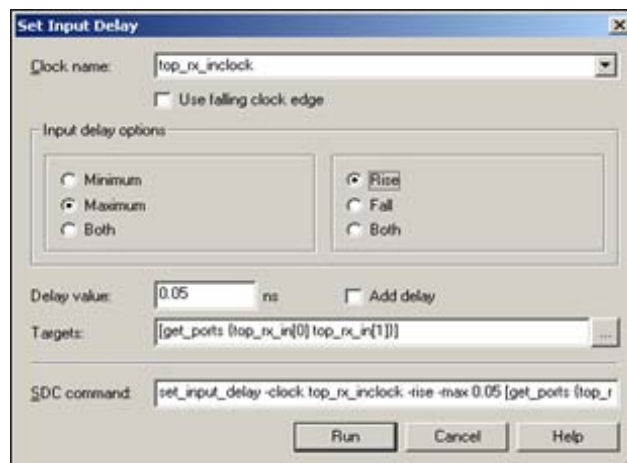 Set Input Delay
Clock name: top_rx_inclock
Use falling clock edge
Input delay options
Minimum
Maximum
Both
Rise
Fall
Both
Delay value: 0.05 ns Add delay
Targets: [get_ports {top_rx_in[0] top_rx_in[1]}] ...
SDC command: set_input_delay -clock top_rx_inclock -rise -max 0.05 [get_ports {top_r
Run Cancel Help